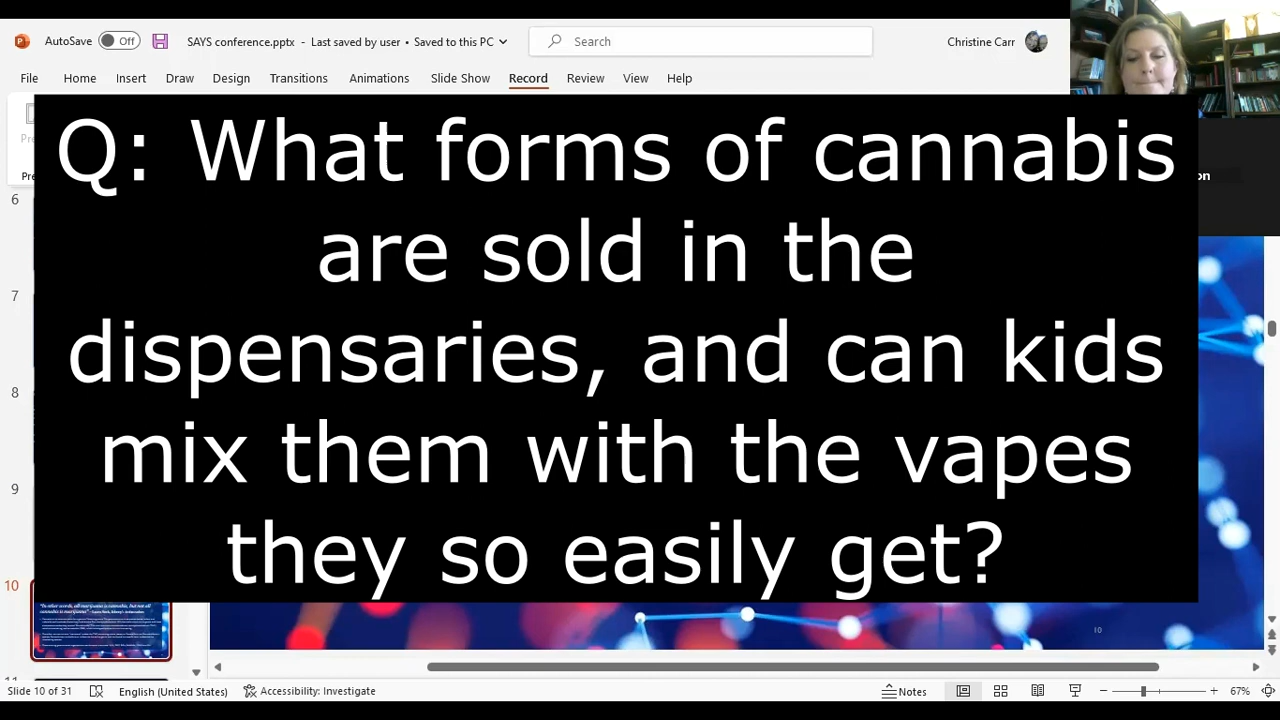 AutoSave Off SAYS conference.pptx - Last saved by user • Saved to this PC Search Christine Carr
File Home Insert Draw Design Transitions Animations Slide Show Record Review View Help
Q: What forms of cannabis
are sold in the
dispensaries, and can kids
mix them with the vapes
they so easily get?
6
7
8
9
10
10
Slide 10 of 31 English (United States) Accessibility: Investigate Notes 67%